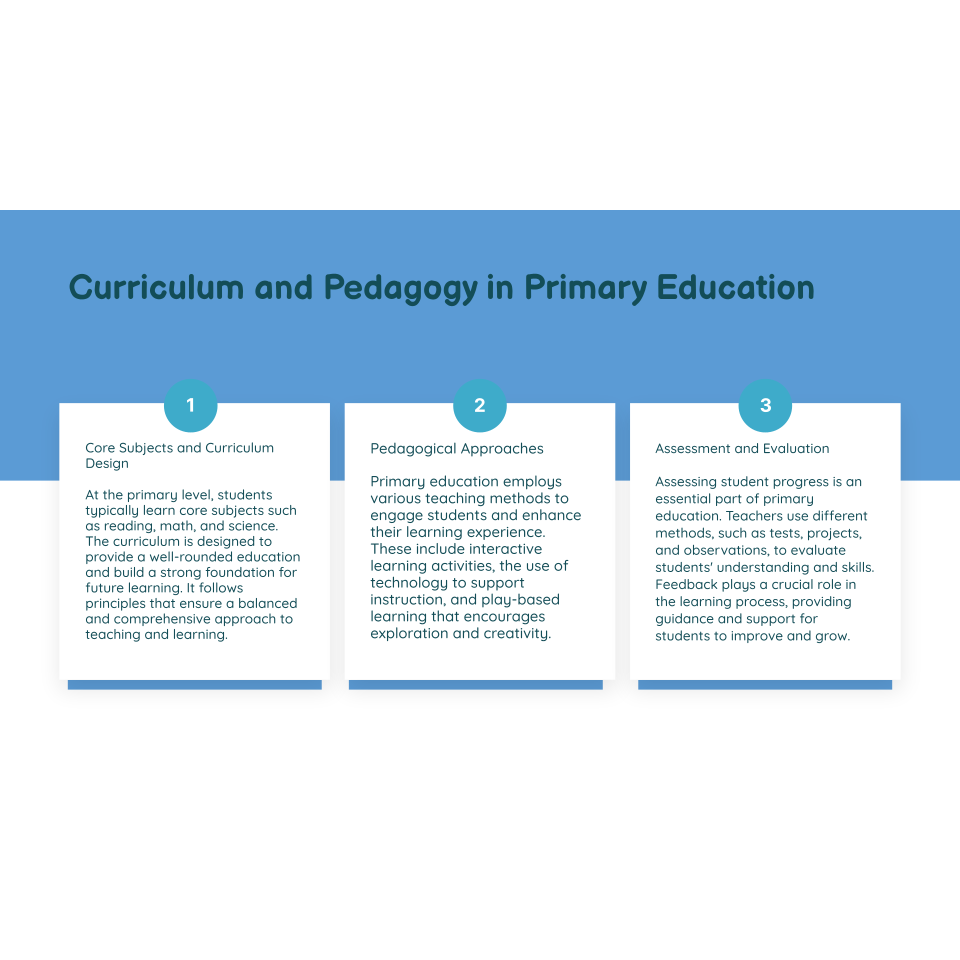 Curriculum and Pedagogy in Primary Education
1
Core Subjects and Curriculum
Design
At the primary level, students
typically learn core subjects such
as reading, math, and science.
The curriculum is designed to
provide a well-rounded education
and build a strong foundation for
future learning. It follows
principles that ensure a balanced
and comprehensive approach to
teaching and learning.
2
Pedagogical Approaches
Primary education employs
various teaching methods to
engage students and enhance
their learning experience.
These include interactive
learning activities, the use of
technology to support
instruction, and play-based
learning that encourages
exploration and creativity.
3
Assessment and Evaluation
Assessing student progress is an
essential part of primary
education. Teachers use different
methods, such as tests, projects,
and observations, to evaluate
students' understanding and skills.
Feedback plays a crucial role in
the learning process, providing
guidance and support for
students to improve and grow.